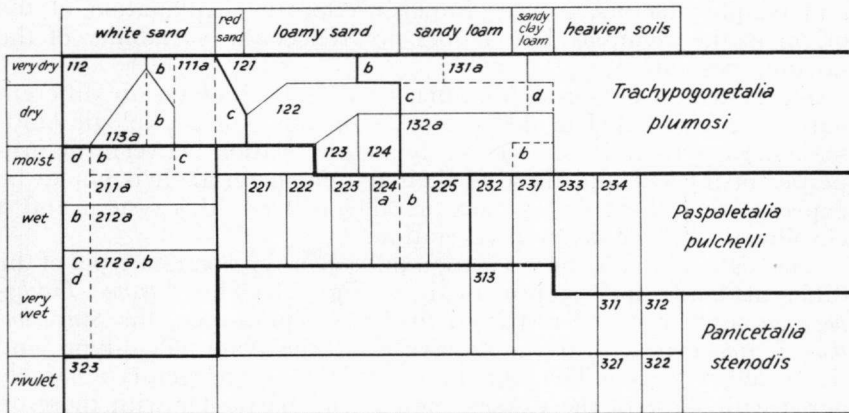 white sand
red sand
loamy sand
sandy loam
sandy clay loam
heavier soils
very dry 112 b 111a 121 b 131a
c d
dry b c 122 132a
113a
Trachypogonetalia
plumosi
moist d b c 123 124 b
211a 221 222 223 224 225 232 231 233 234
a b
wet b 212a
Paspaletalia
pulchelli
c 212a,b
d
313
very wet
311 312
Panicetalia
stenodis
rivulet 323 321 322